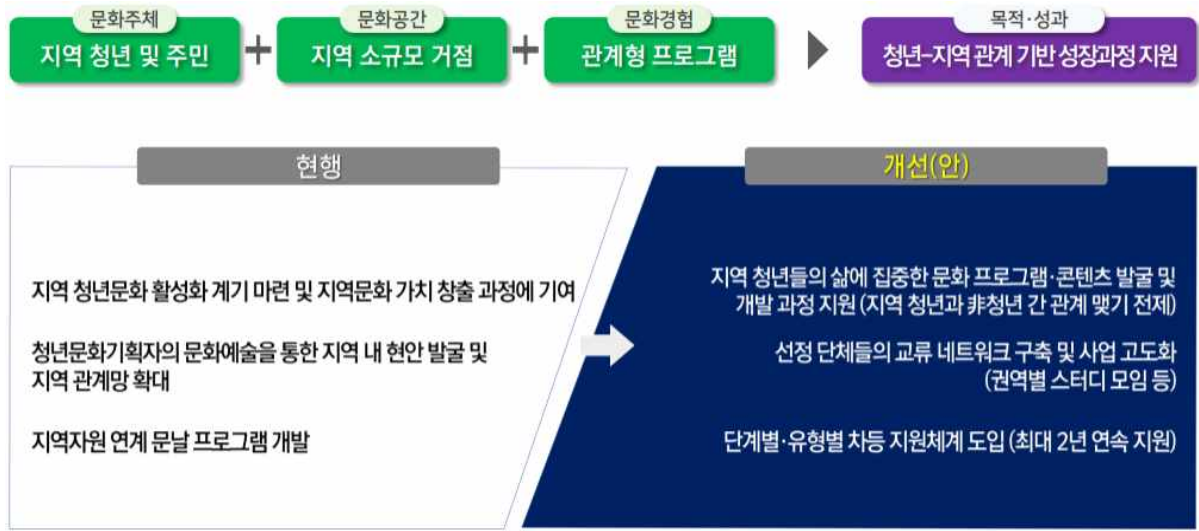 문화주체
지역 청년 및 주민
+
문화공간
지역 소규모 거점
+
문화경험
관계형 프로그램
목적·성과
청년–지역 관계 기반 성장과정 지원
현행
지역 청년문화 활성화 계기 마련 및 지역문화 가치 창출 과정에 기여
청년문화기획자의 문화예술을 통한 지역 내 현안 발굴 및
지역 관계망 확대
지역자원 연계 문날 프로그램 개발
개선(안)
지역 청년들의 삶에 집중한 문화 프로그램·콘텐츠 발굴 및
개발 과정 지원 (지역 청년과 非청년 간 관계 맺기 전제)
선정 단체들의 교류 네트워크 구축 및 사업 고도화
(권역별 스터디 모임 등)
단계별·유형별 차등 지원체계 도입 (최대 2년 연속 지원)